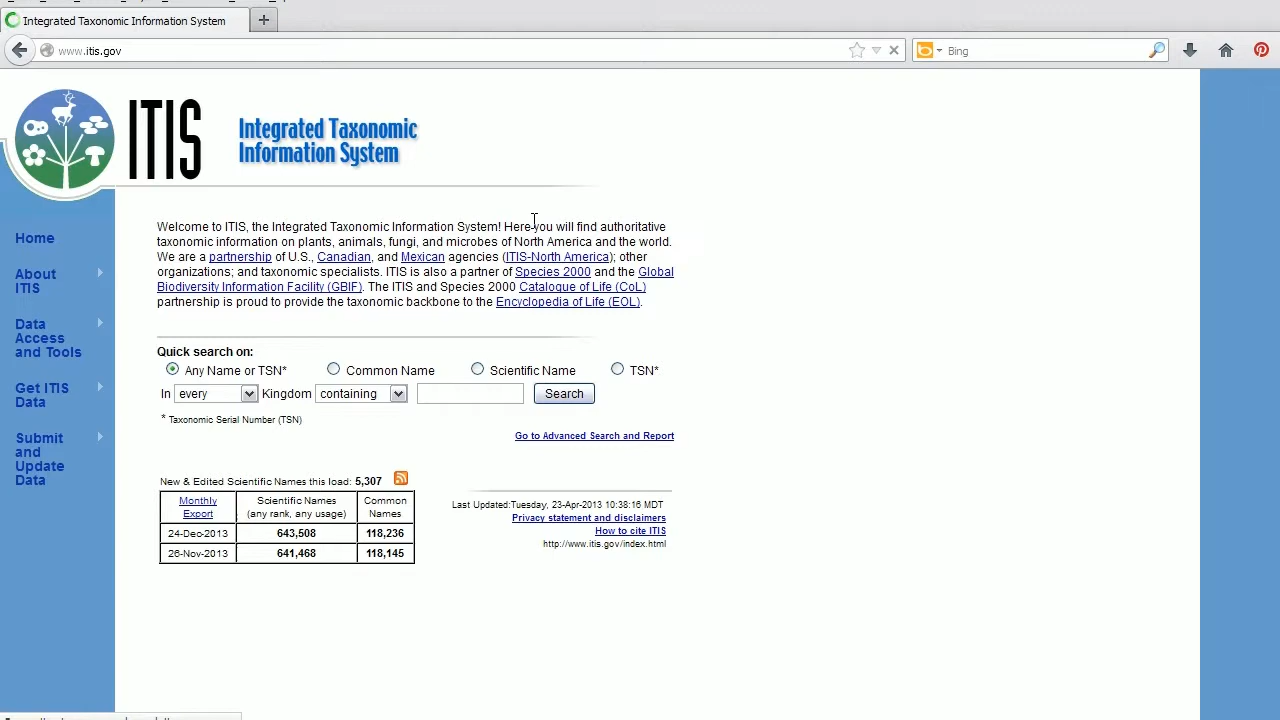 Integrated Taxonomic Information System
www.itis.gov
Bing
ITIS
Integrated Taxonomic
Information System
Welcome to ITIS, the Integrated Taxonomic Information System! Here you will find authoritative
taxonomic information on plants, animals, fungi, and microbes of North America and the world.
We are a partnership of U.S., Canadian, and Mexican agencies (ITIS-North America); other
organizations; and taxonomic specialists. ITIS is also a partner of Species 2000 and the Global
Biodiversity Information Facility (GBIF). The ITIS and Species 2000 Catalogue of Life (CoL)
partnership is proud to provide the taxonomic backbone to the Encyclopedia of Life (EOL).
Home
About
ITIS
Data
Access
and Tools
Get ITIS
Data
Submit
and
Update
Data
Quick search on:
Any Name or TSN* Common Name Scientific Name TSN*
In every Kingdom containing Search
* Taxonomic Serial Number (TSN)
Go to Advanced Search and Report
New & Edited Scientific Names this load: 5,307
Monthly Export Scientific Names (any rank, any usage) Common Names
24-Dec-2013 643,508 118,236
26-Nov-2013 641,468 118,145
Last Updated:Tuesday, 23-Apr-2013 10:38:16 MDT
Privacy statement and disclaimers
How to cite ITIS
http://www.itis.gov/index.html